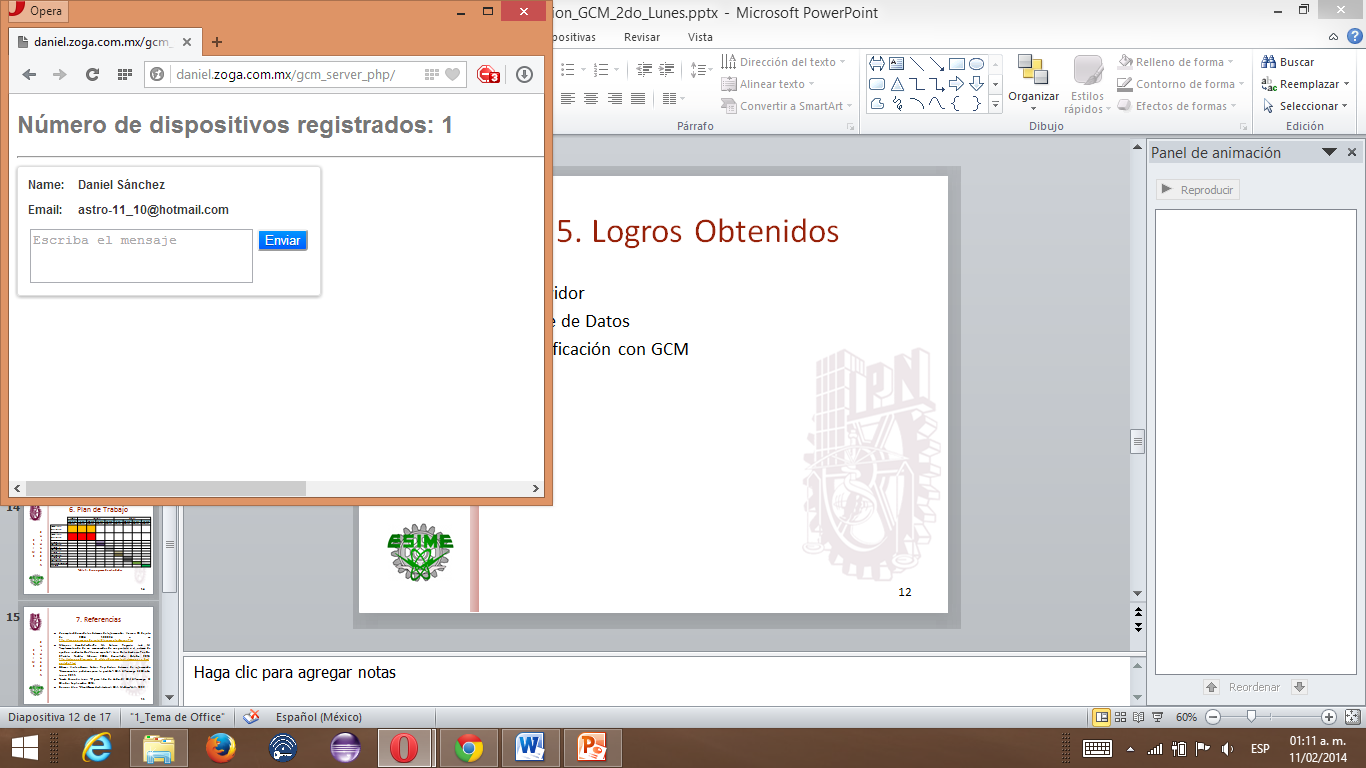 Opera
daniel.zoga.com.mx/gcm_
daniel.zoga.com.mx/gcm_server_php/
3
Número de dispositivos registrados: 1
Name: Daniel Sánchez
Email: astro-11_10@hotmail.com
Escriba el mensaje
Enviar
ion_GCM_2do_Lunes.pptx - Microsoft PowerPoint
positivas Revisar Vista
Dirección del texto
Alinear texto
Convertir a SmartArt
Párrafo
Organizar
Estilos rápidos
Relleno de forma
Contorno de forma
Efectos de formas
Dibujo
Buscar
Reemplazar
Seleccionar
Edición
Panel de animación
Reproducir
5. Logros Obtenidos
idor
e de Datos
ificación con GCM
IPN
ESIME
12
14
6. Plan de Trabajo
15
7. Referencias
Haga clic para agregar notas
Reordenar
Diapositiva 12 de 17 "1_Tema de Office" Español (México) 60%
ESP
01:11 a. m.
11/02/2014